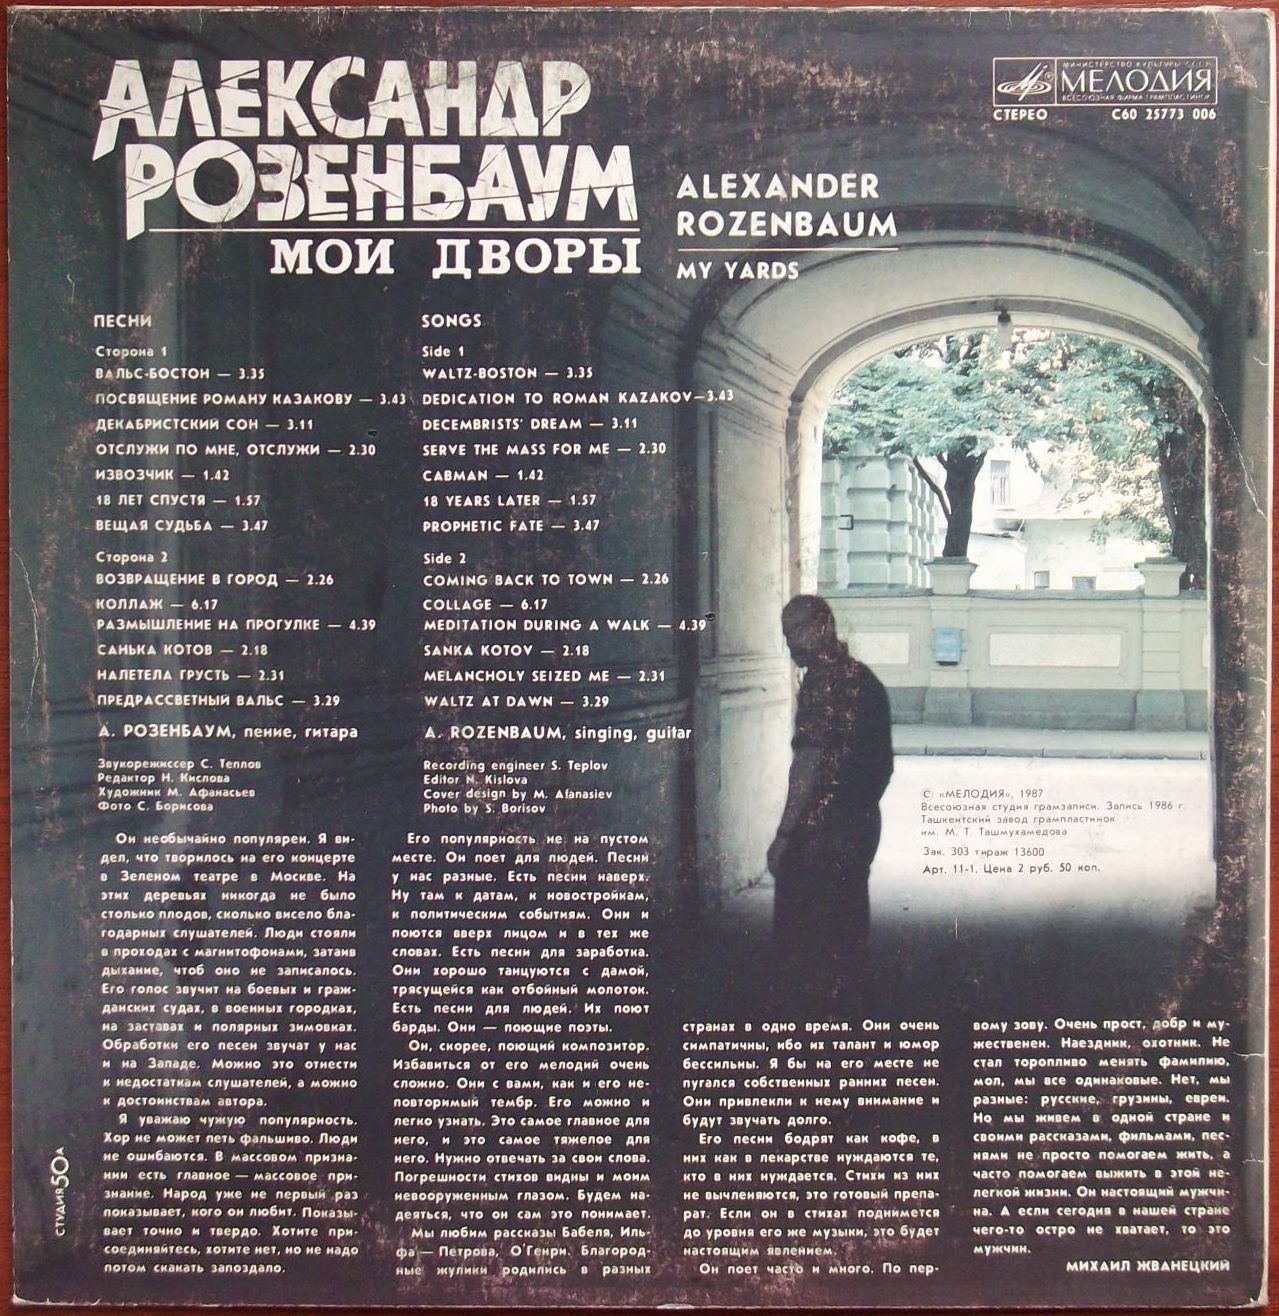 АЛЕКСАНДР
РОЗЕНБАУМ
МОИ ДВОРЫ
ALEXANDER
ROZENBAUM
MY YARDS
МИНИСТЕРСТВО КУЛЬТУРЫ СССР
МЕЛОДИЯ
ВСЕСОЮЗНАЯ ФИРМА ГРАМПЛАСТИНОК
СТЕРЕО С60 25773 006
ПЕСНИ
Сторона 1
ВАЛЬС-БОСТОН — 3.35
ПОСВЯЩЕНИЕ РОМАНУ КАЗАКОВУ — 3.43
ДЕКАБРИСТСКИЙ СОН — 3.11
ОТСЛУЖИ ПО МНЕ, ОТСЛУЖИ — 2.30
ИЗВОЗЧИК — 1.42
18 ЛЕТ СПУСТЯ — 1.57
ВЕЩАЯ СУДЬБА — 3.47
Сторона 2
ВОЗВРАЩЕНИЕ В ГОРОД — 2.26
КОЛЛАЖ — 6.17
РАЗМЫШЛЕНИЕ НА ПРОГУЛКЕ — 4.39
САНЬКА КОТОВ — 2.18
НАЛЕТЕЛА ГРУСТЬ — 2.31
ПРЕДРАССВЕТНЫЙ ВАЛЬС — 3.29
А. РОЗЕНБАУМ, пение, гитара
Звукорежиссер С. Теплов
Редактор Н. Кислова
Художник М. Афанасьев
Фото С. Борисова
SONGS
Side 1
WALTZ-BOSTON — 3.35
DEDICATION TO ROMAN KAZAKOV—3.43
DECEMBRISTS' DREAM — 3.11
SERVE THE MASS FOR ME — 2.30
CABMAN — 1.42
18 YEARS LATER — 1.57
PROPHETIC FATE — 3.47
Side 2
COMING BACK TO TOWN — 2.26
COLLAGE — 6.17
MEDITATION DURING A WALK — 4.39
SANKA KOTOV — 2.18
MELANCHOLY SEIZED ME — 2.31
WALTZ AT DAWN — 3.29
A. ROZENBAUM, singing, guitar
Recording engineer S. Teplov
Editor N. Kislova
Cover design by M. Afanasiev
Photo by S. Borisov
© «МЕЛОДИЯ», 1987
Всесоюзная студия грамзаписи. Запись 1986 г.
Ташкентский завод грампластинок
им. М. Т. Ташмухамедова
Зак. 303 тираж 13600
Арт. 11-1. Цена 2 руб. 50 коп.
Он необычайно популярен. Я ви-
дел, что творилось на его концерте
в Зеленом театре в Москве. На
этих деревьях никогда не было
столько плодов, сколько висело бла-
годарных слушателей. Люди стояли
в проходах с магнитофонами, затаив
дыхание, чтоб оно не записалось.
Его голос звучит на боевых и граж-
данских судах, в военных городках,
на заставах и полярных зимовках.
Обработки его песен звучат у нас
и на Западе. Можно это отнести
к недостаткам слушателей, а можно
к достоинствам автора.
Я уважаю чужую популярность.
Хор не может петь фальшиво. Люди
не ошибаются. В массовом призна-
нии есть главное — массовое при-
знание. Народ уже не первый раз
показывает, кого он любит. Показы-
вает точно и твердо. Хотите при-
соединяйтесь, хотите нет, но не надо
потом скакать запоздало.
Его популярность не на пустом
месте. Он поет для людей. Песни
у нас разные. Есть песни наверх.
Ну там к датам, к новостройкам,
к политическим событиям. Они и
поются вверх лицом и в тех же
словах. Есть песни для заработка.
Они хорошо танцуются с дамой,
трясущейся как отбойный молоток.
Есть песни для людей. Их поют
барды. Они — поющие поэты.
Он, скорее, поющий композитор.
Избавиться от его мелодий очень
сложно. Они с вами, как и его не-
повторимый тембр. Его можно и
легко узнать. Это самое главное для
него, и это самое тяжелое для
него. Нужно отвечать за свои слова.
Погрешности стихов видны и моим
невооруженным глазом. Будем на-
деяться, что он сам это понимает.
Мы любим рассказы Бабеля, Иль-
фа — Петрова, О'Генри. Благород-
ные жулики родились в разных
странах в одно время. Они очень
симпатичны, ибо их талант и юмор
бессильны. Я бы на его месте не
пугался собственных ранних песен.
Они привлекли к нему внимание и
будут звучать долго.
Его песни бодрят как кофе, в
них как в лекарстве нуждаются те,
кто в них нуждается. Стихи из них
не вычленяются, это готовый препа-
рат. Если он в стихах поднимется
до уровня его же музыки, это будет
настоящим явлением.
Он поет часто и много. По пер-
вому зову. Очень прост, добр и му-
жественен. Наездник, охотник. Не
стал торопливо менять фамилию,
мол, мы все одинаковые. Нет, мы
разные: русские, грузины, евреи.
Но мы живем в одной стране и
своими рассказами, фильмами, пес-
нями не просто помогаем жить, а
часто помогаем выжить в этой не-
легкой жизни. Он настоящий мужчи-
на. А если сегодня в нашей стране
чего-то остро не хватает, то это
мужчин.
МИХАИЛ ЖВАНЕЦКИЙ
СТУДИЯ 50А